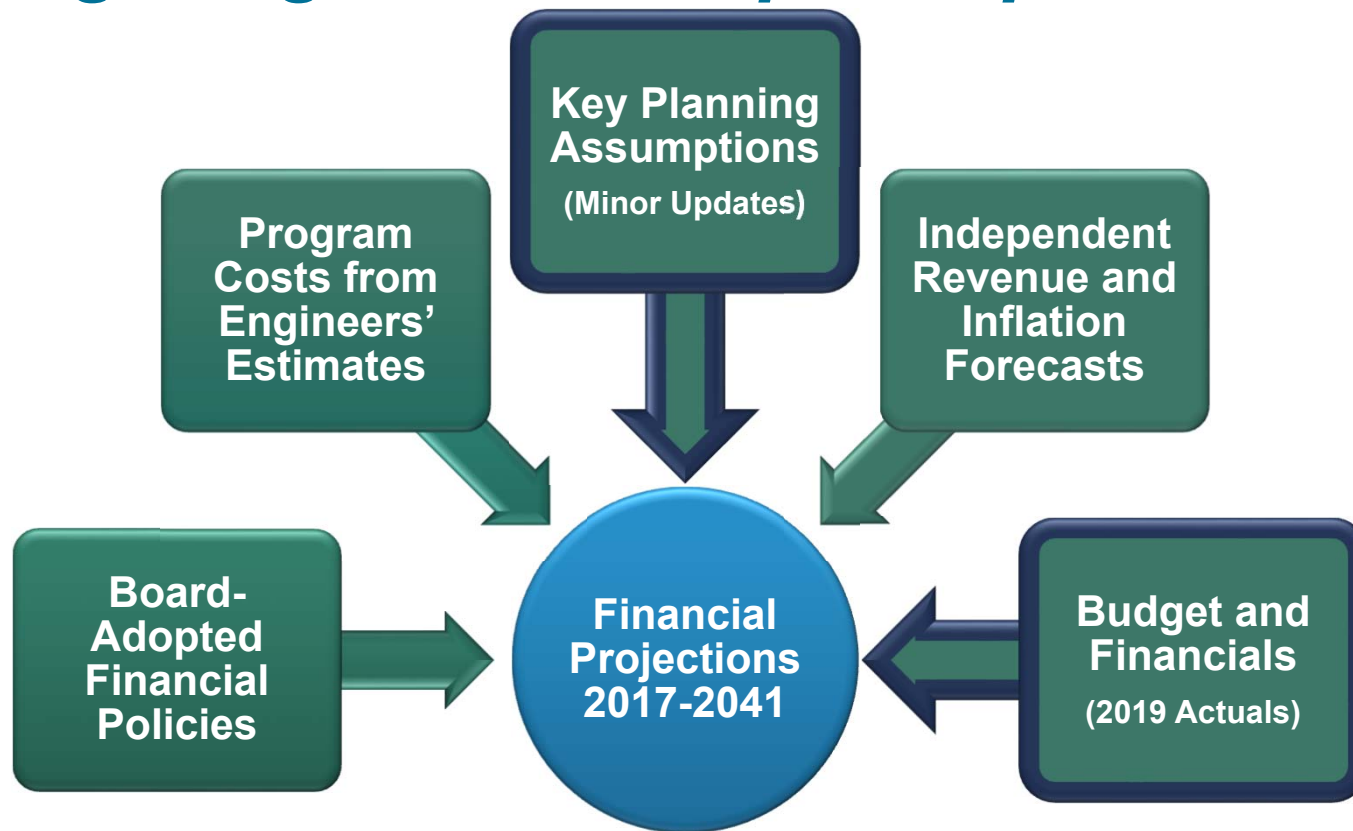 Board-
Adopted
Financial
Policies
Program
Costs from
Engineers’
Estimates
Key Planning
Assumptions
(Minor Updates)
Independent
Revenue and
Inflation
Forecasts
Budget and
Financials
(2019 Actuals)
Financial
Projections
2017-2041